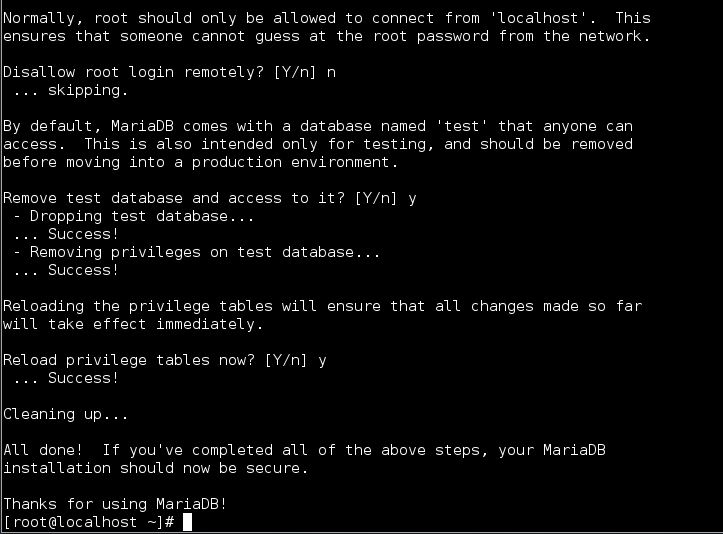 Normally, root should only be allowed to connect from 'localhost'.  This
ensures that someone cannot guess at the root password from the network.
Disallow root login remotely? [Y/n] n
 ... skipping.
By default, MariaDB comes with a database named 'test' that anyone can
access.  This is also intended only for testing, and should be removed
before moving into a production environment.
Remove test database and access to it? [Y/n] y
 - Dropping test database...
 ... Success!
 - Removing privileges on test database...
 ... Success!
Reloading the privilege tables will ensure that all changes made so far
will take effect immediately.
Reload privilege tables now? [Y/n] y
 ... Success!
Cleaning up...
All done!  If you've completed all of the above steps, your MariaDB
installation should now be secure.
Thanks for using MariaDB!
[root@localhost ~]#